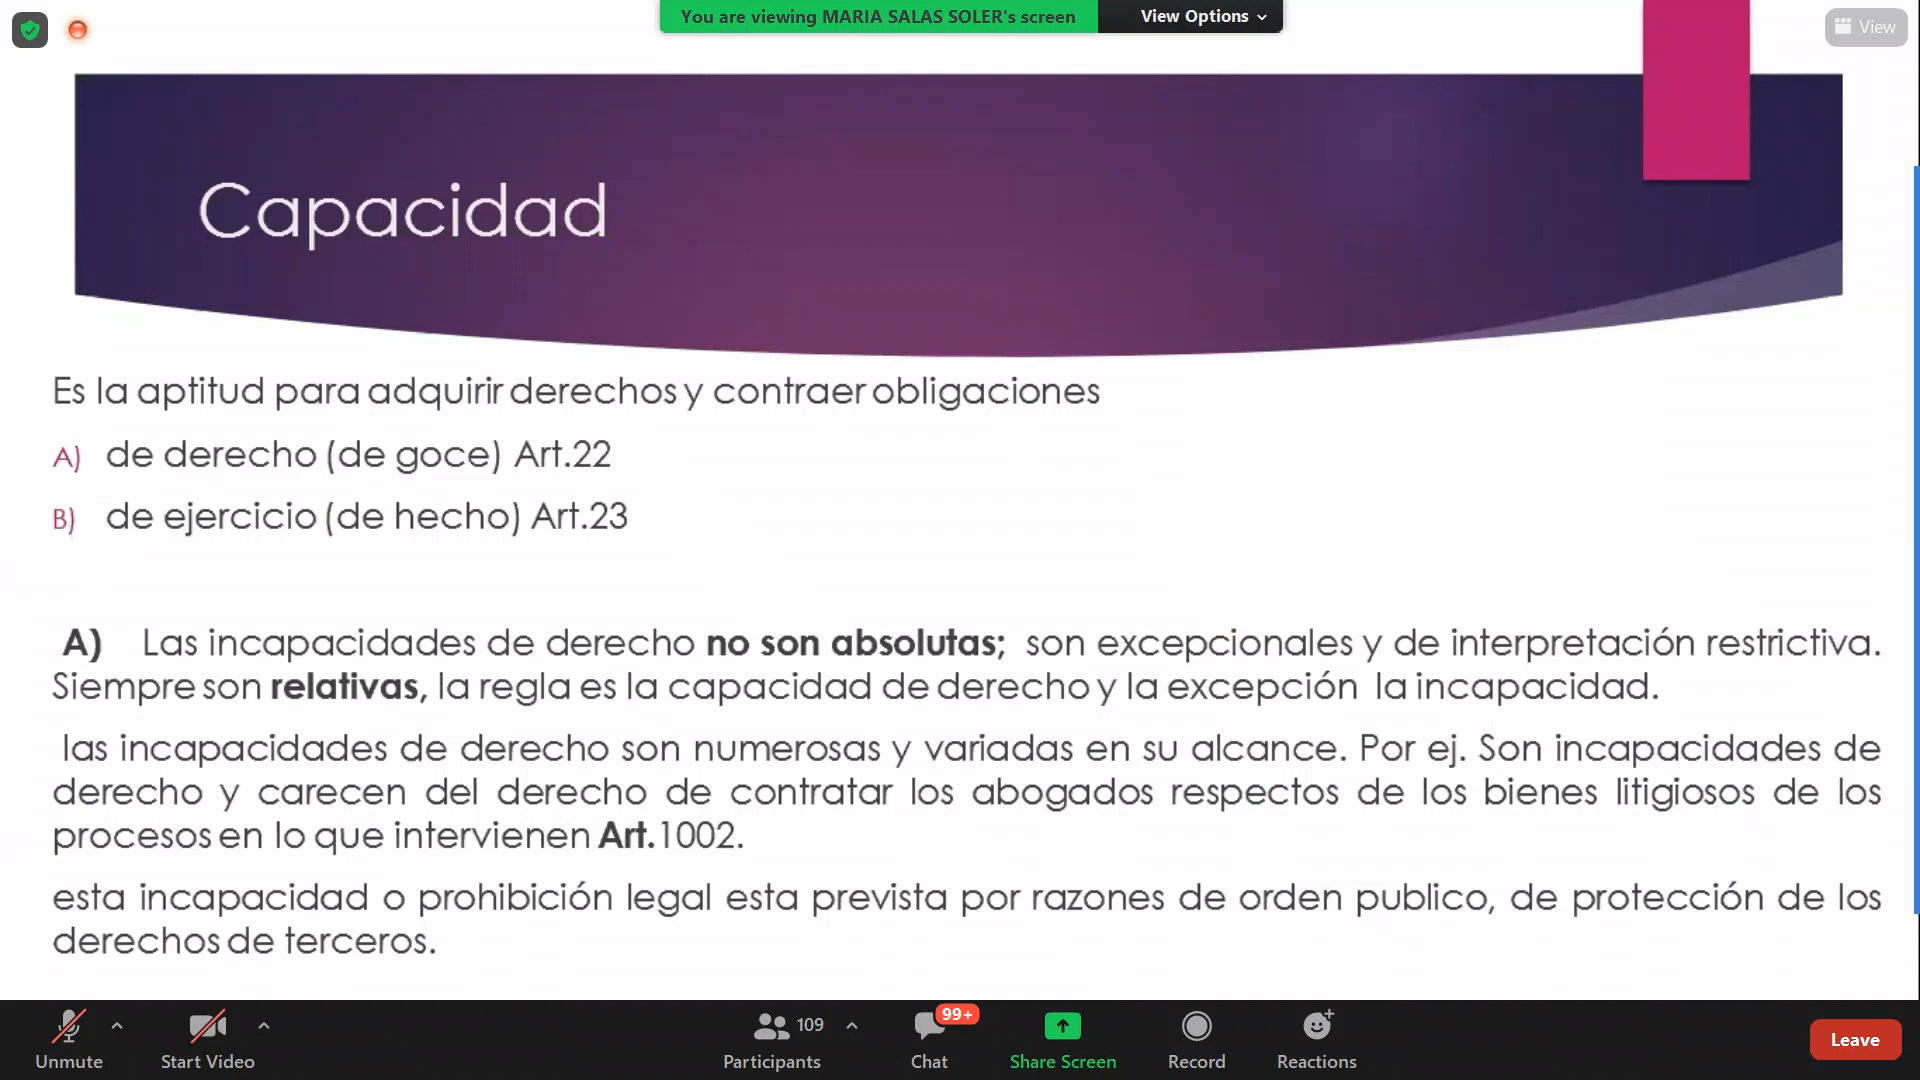 You are viewing MARIA SALAS SOLER's screen
View Options
View
Capacidad
Es la aptitud para adquirir derechos y contraer obligaciones
A) de derecho (de goce) Art.22
B) de ejercicio (de hecho) Art.23
A) Las incapacidades de derecho no son absolutas; son excepcionales y de interpretación restrictiva.
Siempre son relativas, la regla es la capacidad de derecho y la excepción la incapacidad.
las incapacidades de derecho son numerosas y variadas en su alcance. Por ej. Son incapacidades de
derecho y carecen del derecho de contratar los abogados respectos de los bienes litigiosos de los
procesos en lo que intervienen Art.1002.
esta incapacidad o prohibición legal esta prevista por razones de orden publico, de protección de los
derechos de terceros.
Unmute
Start Video
109
Participants
99+
Chat
Share Screen
Record
Reactions
Leave